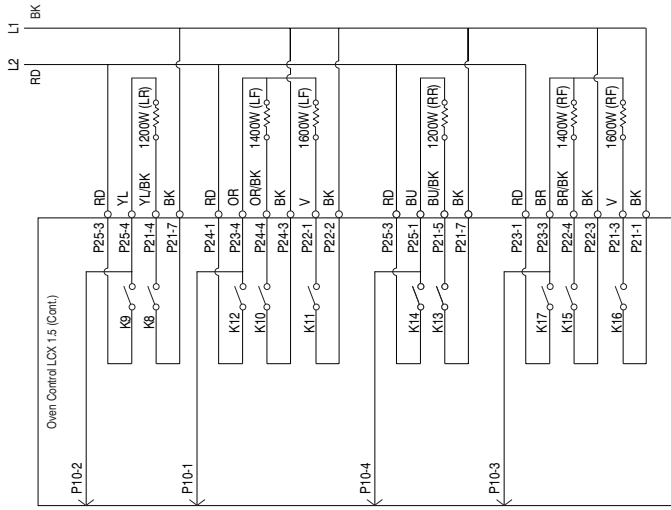 L1
BK
L2
RD
1200W (LR)
1400W (LF)
1600W (LF)
1200W (RR)
1400W (RF)
1600W (RF)
RD
YL
YL/BK
BK
RD
OR
OR/BK
BK
V
BK
RD
BU
BU/BK
BK
RD
BR
BR/BK
BK
V
BK
P25-3
P25-4
P21-4
P21-7
P24-1
P23-4
P24-4
P24-3
P22-1
P22-2
P25-3
P25-1
P21-5
P21-7
P23-1
P23-3
P22-4
P22-3
P21-3
P21-1
Oven Control LCX 1.5 (Cont.)
K9
K8
K12
K10
K11
K14
K13
K17
K15
K16
P10-2
P10-1
P10-4
P10-3